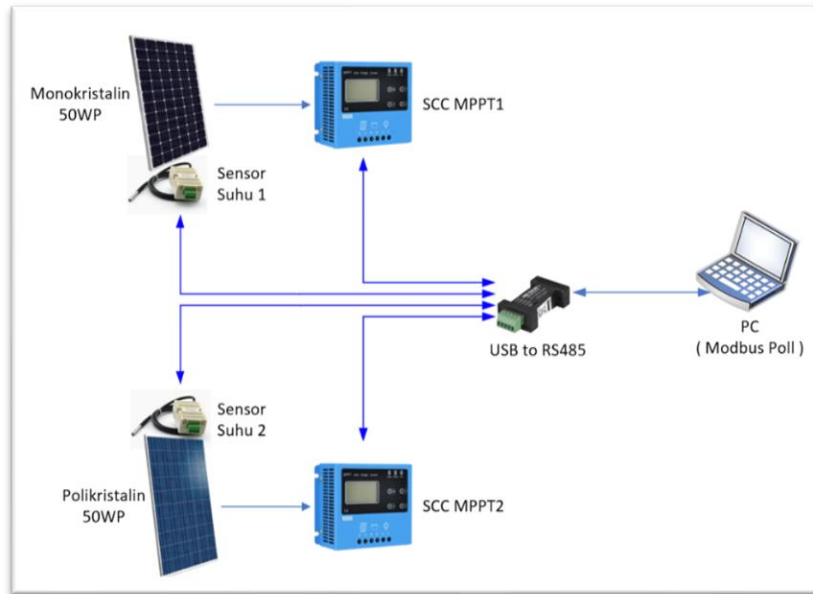 Monokristalin
50WP
SCC MPPT1
Sensor
Suhu 1
USB to RS485
PC
( Modbus Poll )
Sensor
Suhu 2
Polikristalin
50WP
SCC MPPT2